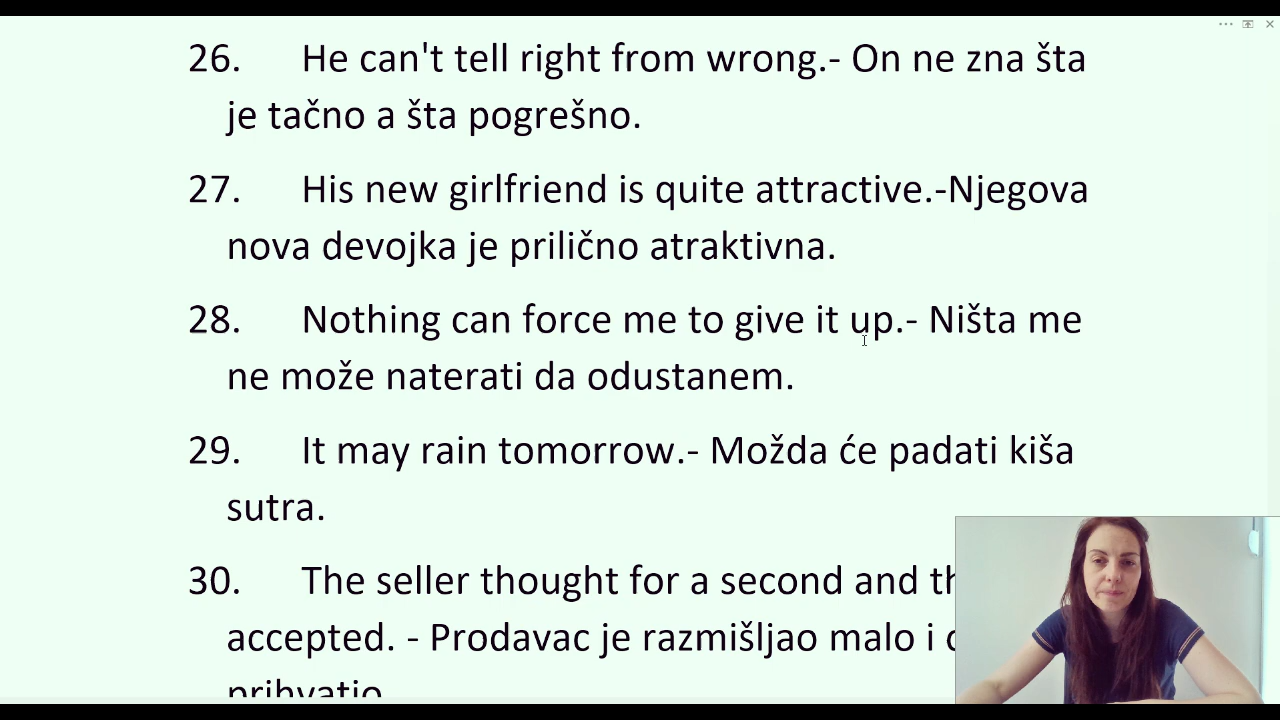 26. He can't tell right from wrong.- On ne zna šta
je tačno a šta pogrešno.
27. His new girlfriend is quite attractive.-Njegova
nova devojka je prilično atraktivna.
28. Nothing can force me to give it up.- Ništa me
ne može naterati da odustanem.
29. It may rain tomorrow.- Možda će padati kiša
sutra.
30. The seller thought for a second and
accepted. - Prodavac je razmišljao malo i
prihvatio